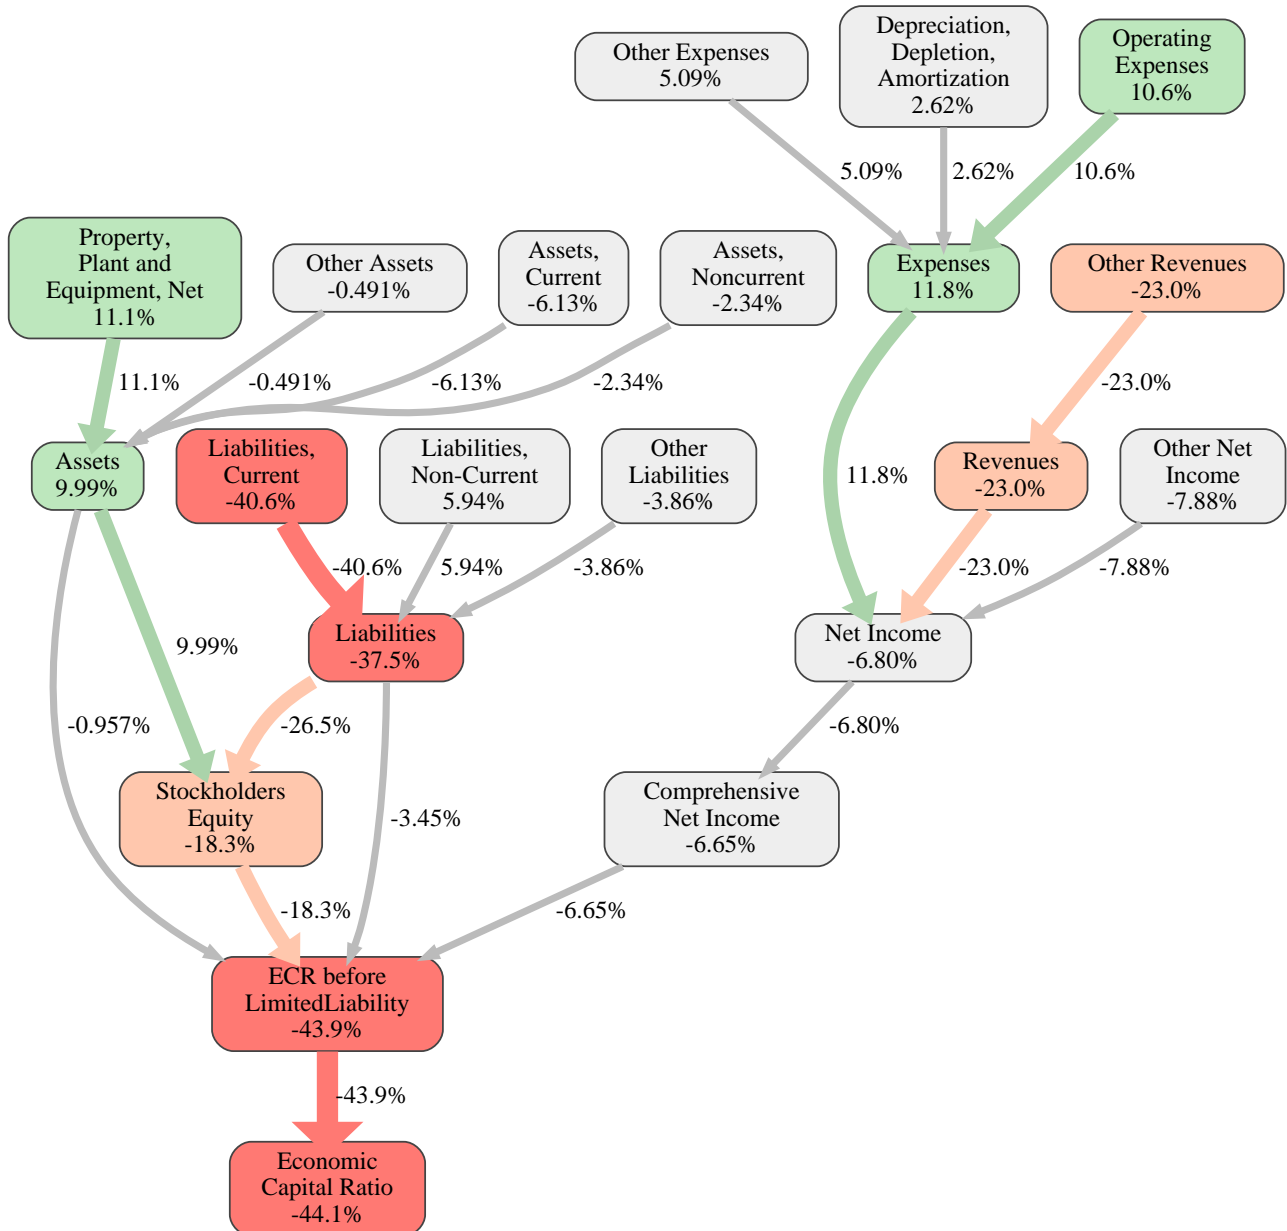 Other Expenses
5.09%
Depreciation,
Depletion,
Amortization
2.62%
Operating
Expenses
10.6%
5.09%
2.62%
10.6%
Property,
Plant and
Equipment, Net
11.1%
Other Assets
-0.491%
Assets,
Current
-6.13%
Assets,
Noncurrent
-2.34%
Expenses
11.8%
Other Revenues
-23.0%
11.1%
-0.491%
-6.13%
-2.34%
-23.0%
Assets
9.99%
Liabilities,
Current
-40.6%
Liabilities,
Non-Current
5.94%
Other
Liabilities
-3.86%
11.8%
Revenues
-23.0%
Other Net
Income
-7.88%
-40.6%
5.94%
-3.86%
-23.0%
-7.88%
9.99%
Liabilities
-37.5%
Net Income
-6.80%
-0.957%
-26.5%
-6.80%
Stockholders
Equity
-18.3%
-3.45%
Comprehensive
Net Income
-6.65%
-18.3%
-6.65%
ECR before
LimitedLiability
-43.9%
-43.9%
Economic
Capital Ratio
-44.1%